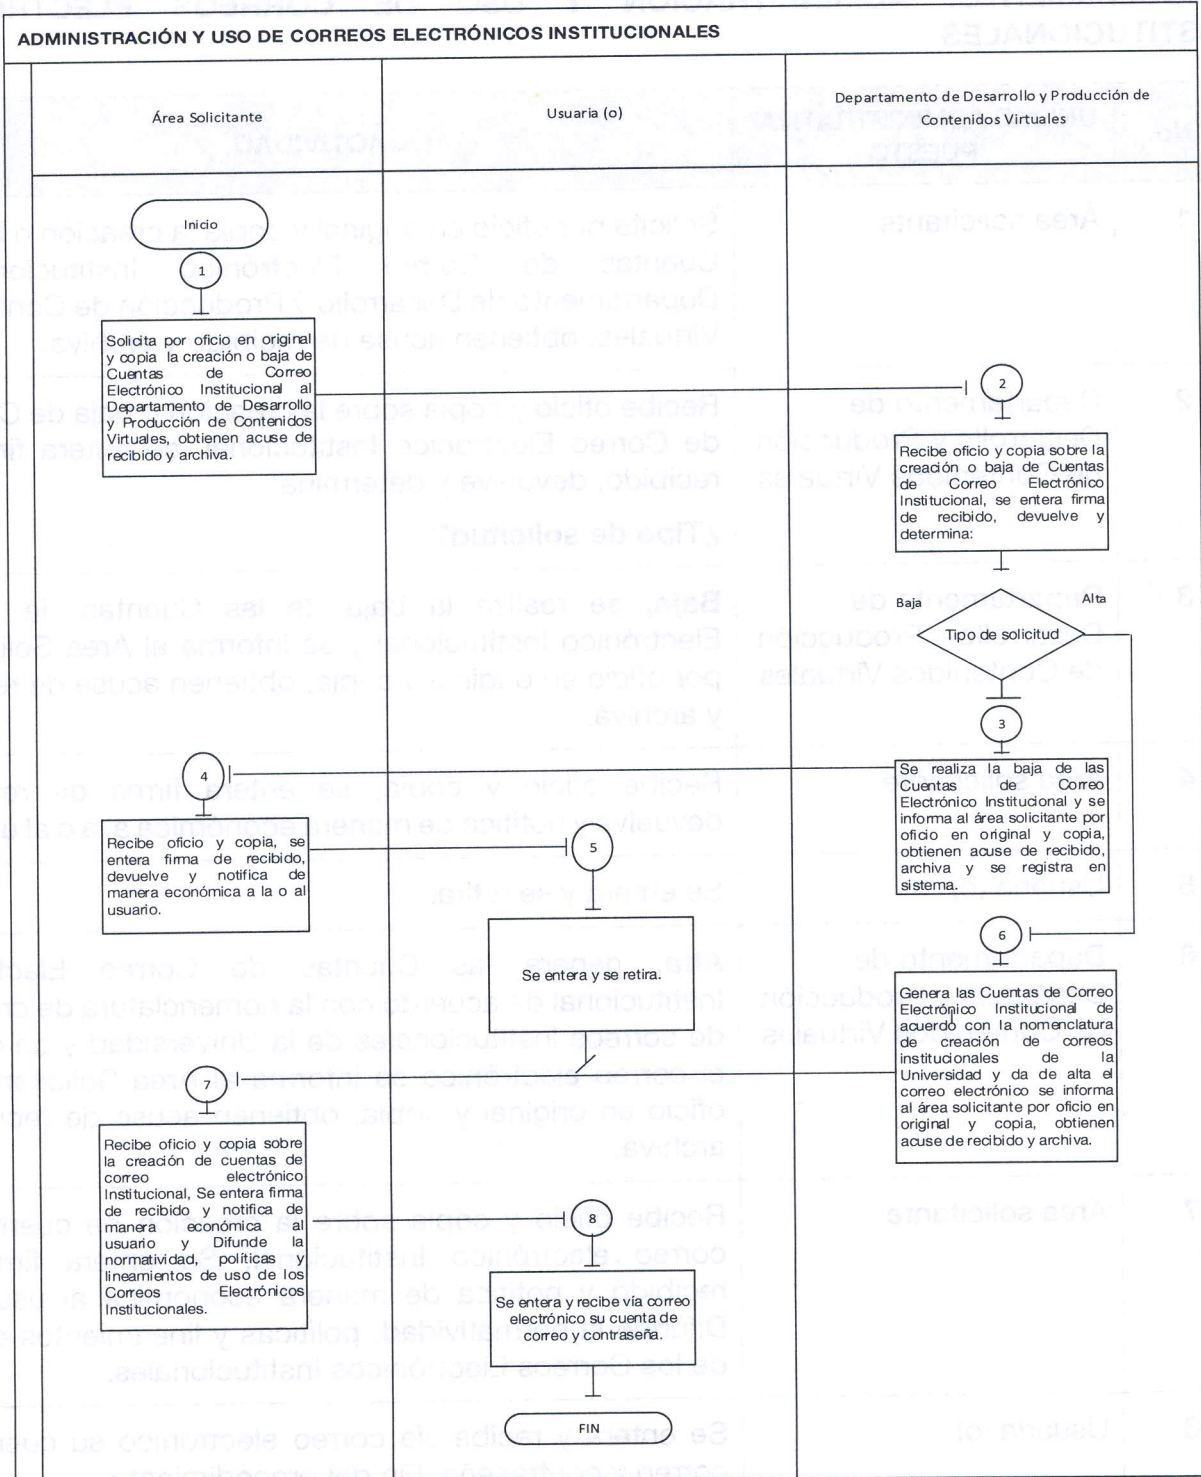 ADMINISTRACIÓN Y USO DE CORREOS ELECTRÓNICOS INSTITUCIONALES
Área Solicitante
Usuaria (o)
Departamento de Desarrollo y Producción de
Contenidos Virtuales
Inicio
1
Solicita por oficio en original
y copia la creación o baja de
Cuentas de Correo
Electrónico Institucional al
Departamento de Desarrollo
y Producción de Contenidos
Virtuales, obtienen acuse de
recibido y archiva.
2
Recibe oficio y copia sobre la
creación o baja de Cuentas
de Correo Electrónico
Institucional, se entera firma
de recibido, devuelve y
determina:
Baja
Alta
Tipo de solicitud
3
Se realiza la baja de las
Cuentas de Correo
Electrónico Institucional y se
informa al área solicitante por
oficio en original y copia,
obtienen acuse de recibido,
archiva y se registra en
sistema.
4
Recibe oficio y copia, se
entera firma de recibido,
devuelve y notifica de
manera económica a la o al
usuario.
5
Se entera y se retira.
6
Genera las Cuentas de Correo
Electrónico Institucional de
acuerdo con la nomenclatura
de creación de correos
institucionales de la
Universidad y da de alta el
correo electrónico se informa
al área solicitante por oficio en
original y copia, obtienen
acuse de recibido y archiva.
7
Recibe oficio y copia sobre
la creación de cuentas de
correo electrónico
Institucional, Se entera firma
de recibido y notifica de
manera económica al
usuario y Difunde la
normatividad, políticas y
lineamientos de uso de los
Correos Electrónicos
Institucionales.
8
Se entera y recibe vía correo
electrónico su cuenta de
correo y contraseña.
FIN